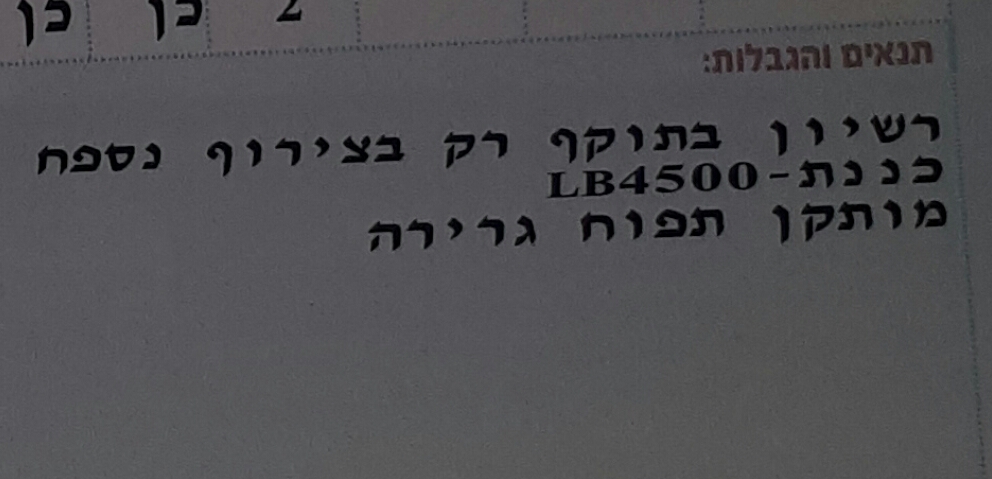 2 כן כן
תנאים והגבלות:
רשיון בתוקף רק בצירוף נספח
כננת-LB4500
מותקן תפוח גרירה